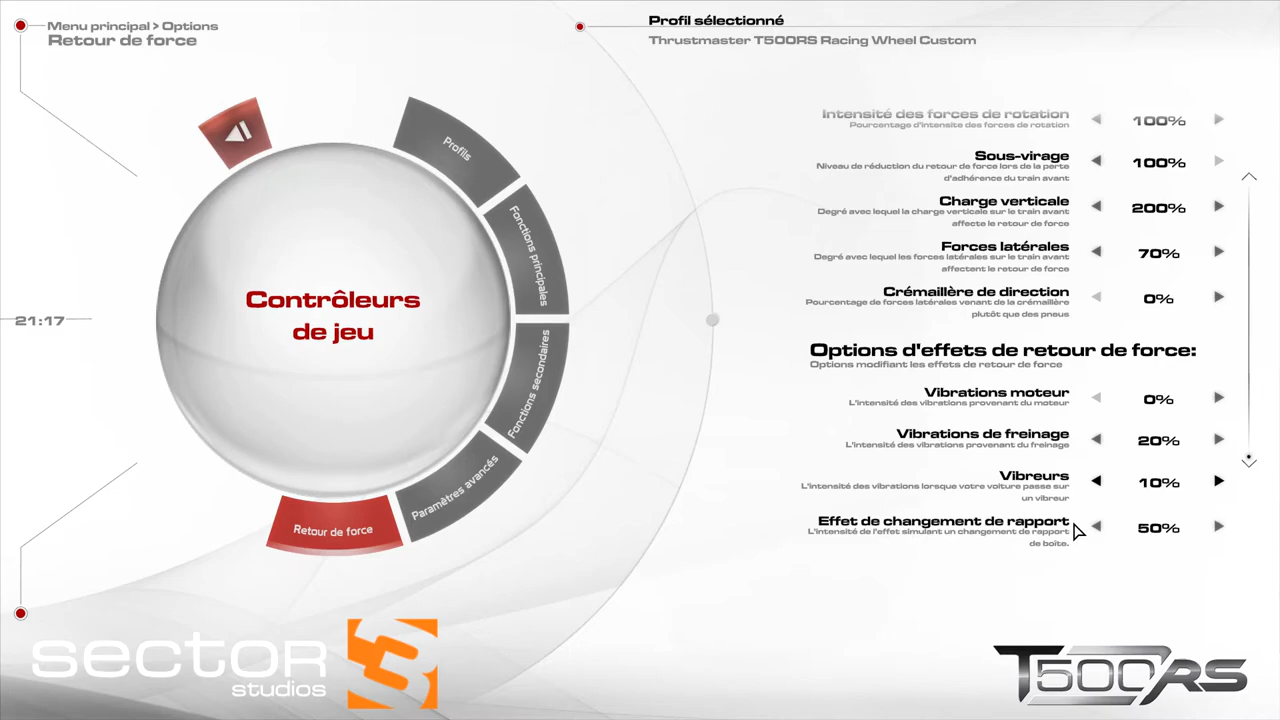 Menu principal > Options
Retour de force
Profil sélectionné
Thrustmaster T500RS Racing Wheel Custom
Profils
Fonctions principales
Fonctions secondaires
Paramètres avancés
Retour de force
Contrôleurs
de jeu
21:17
Intensité des forces de rotation
100%
Pourcentage d'intensite des forces de rotation
Sous-virage
100%
Niveau de réduction du retour de force lors de la perte
d'adhérence du train avant
Charge verticale
200%
Degré avec lequel la charge verticale sur le train avant
affecte le retour de force
Forces latérales
70%
Degré avec lequel les forces latérales sur le train avant
affectent le retour de force
Crémaillère de direction
0%
Pourcentage de forces latérales venant de la crémaillère
plutôt que des pneus
Options d'effets de retour de force:
Options modifiant les effets de retour de force
Vibrations moteur
0%
L'intensité des vibrations provenant du moteur
Vibrations de freinage
20%
L'intensité des vibrations provenant du freinage
Vibreurs
10%
L'intensité des vibrations lorsque votre voiture passe sur
un vibreur
Effet de changement de rapport
50%
L'intensité de l'effet simulant un changement de rapport
de boîte.
sector
3
studios
T500RS